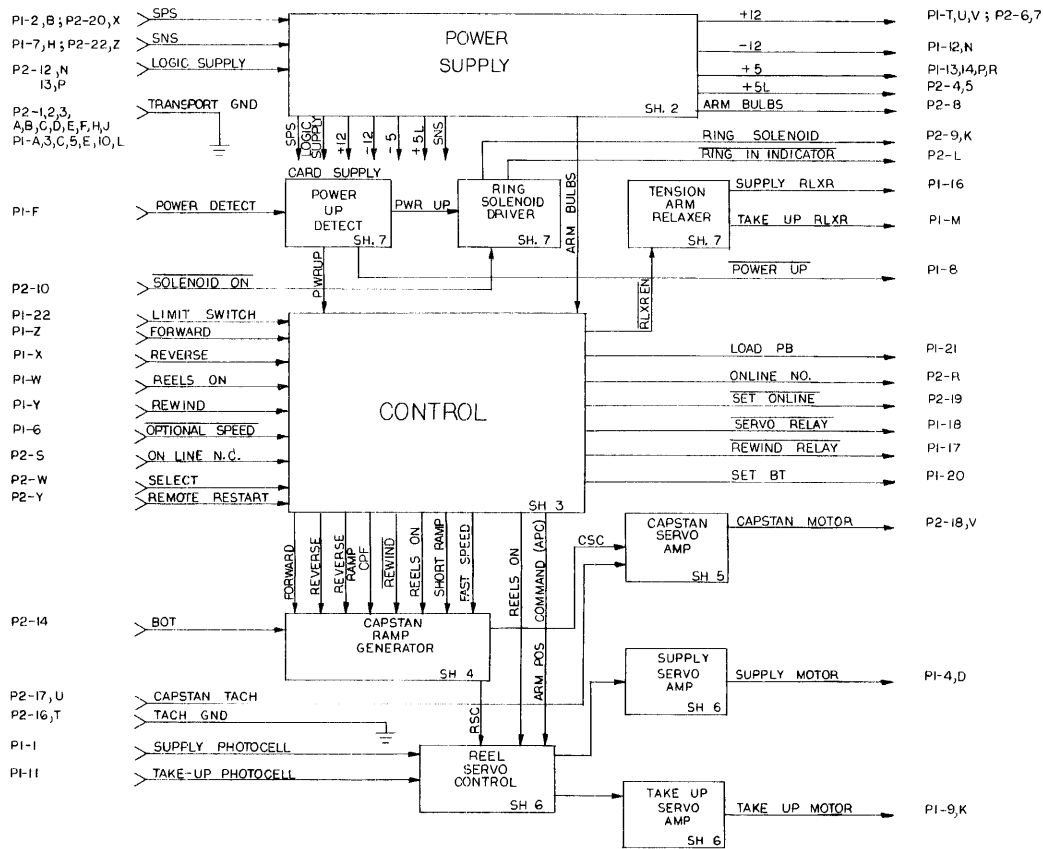 P1-2,B; P2-20,X SPS
P1-7,H; P2-22,Z SNS
P2-12,N LOGIC SUPPLY
13,P
P2-1,2,3, TRANSPORT GND
A,B,C,D,E,F,H,J
P1-A,3,C,5,E,10,L
POWER
SUPPLY
SH. 2
+12 P1-T,U,V; P2-6,7
-12 P1-12,N
+5 P1-13,14,P,R
+5L P2-4,5
ARM BULBS P2-8
SPS
LOGIC
SUPPLY
+12
-12
-5
+5L
SNS
ARM BULBS
RING SOLENOID P2-9,K
RING IN INDICATOR P2-L
CARD SUPPLY
P1-F POWER DETECT
POWER
UP
DETECT
SH. 7
PWR UP
RING
SOLENOID
DRIVER
SH. 7
TENSION
ARM
RELAXER
SH. 7
SUPPLY RLXR P1-16
TAKE UP RLXR P1-M
PWRUP
POWER UP P1-8
P2-10 SOLENOID ON
RLXR EN
P1-22 LIMIT SWITCH
P1-Z FORWARD
P1-X REVERSE
P1-W REELS ON
P1-Y REWIND
P1-6 OPTIONAL SPEED
P2-S ON LINE N.C.
P2-W SELECT
P2-Y REMOTE RESTART
CONTROL
SH 3
LOAD PB P1-21
ONLINE NO. P2-R
SET ONLINE P2-19
SERVO RELAY P1-18
REWIND RELAY P1-17
SET BT P1-20
FORWARD
REVERSE
REVERSE
RAMP
CPF
REWIND
REELS ON
SHORT RAMP
FAST SPEED
REELS ON
ARM POS COMMAND (APC)
CSC
CAPSTAN
SERVO
AMP
SH 5
CAPSTAN MOTOR P2-18,V
P2-14 BOT
CAPSTAN
RAMP
GENERATOR
SH 4
SUPPLY
SERVO
AMP
SH 6
SUPPLY MOTOR P1-4,D
P2-17,U CAPSTAN TACH
P2-16,T TACH GND
RSC
P1-1 SUPPLY PHOTOCELL
P1-11 TAKE-UP PHOTOCELL
REEL
SERVO
CONTROL
SH 6
TAKE UP
SERVO
AMP
SH 6
TAKE UP MOTOR P1-9,K